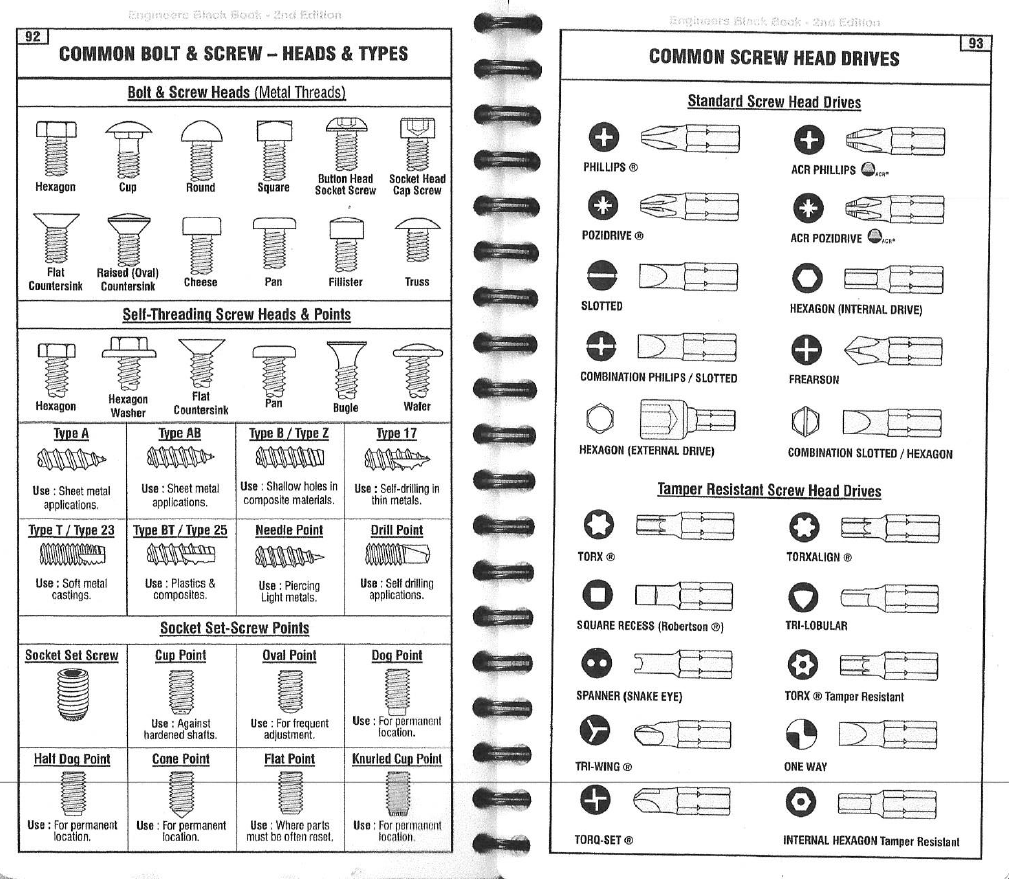 Engineers Black Book - 2nd Edition
92
COMMON BOLT & SCREW – HEADS & TYPES
Bolt & Screw Heads (Metal Threads)
Hexagon
Cup
Round
Square
Button Head
Socket Screw
Socket Head
Cap Screw
Flat
Countersink
Raised (Oval)
Countersink
Cheese
Pan
Fillister
Truss
Self-Threading Screw Heads & Points
Hexagon
Hexagon
Washer
Flat
Countersink
Pan
Bugle
Wafer
Type A
Use : Sheet metal
applications.
Type AB
Use : Sheet metal
applications.
Type B / Type Z
Use : Shallow holes in
composite materials.
Type 17
Use : Self-drilling in
thin metals.
Type T / Type 23
Use : Soft metal
castings.
Type BT / Type 25
Use : Plastics &
composites.
Needle Point
Use : Piercing
Light metals.
Drill Point
Use : Self drilling
applications.
Socket Set-Screw Points
Socket Set Screw
Cup Point
Use : Against
hardened shafts.
Oval Point
Use : For frequent
adjustment.
Dog Point
Use : For permanent
location.
Half Dog Point
Use : For permanent
location.
Cone Point
Use : For permanent
location.
Flat Point
Use : Where parts
must be often reset.
Knurled Cup Point
Use : For permanent
location.
Engineers Black Book - 2nd Edition
93
COMMON SCREW HEAD DRIVES
Standard Screw Head Drives
PHILLIPS ®
ACR PHILLIPS ACR®
POZIDRIVE ®
ACR POZIDRIVE ACR®
SLOTTED
HEXAGON (INTERNAL DRIVE)
COMBINATION PHILIPS / SLOTTED
FREARSON
HEXAGON (EXTERNAL DRIVE)
COMBINATION SLOTTED / HEXAGON
Tamper Resistant Screw Head Drives
TORX ®
TORXALIGN ®
SQUARE RECESS (Robertson ®)
TRI-LOBULAR
SPANNER (SNAKE EYE)
TORX ® Tamper Resistant
TRI-WING ®
ONE WAY
TORQ-SET ®
INTERNAL HEXAGON Tamper Resistant